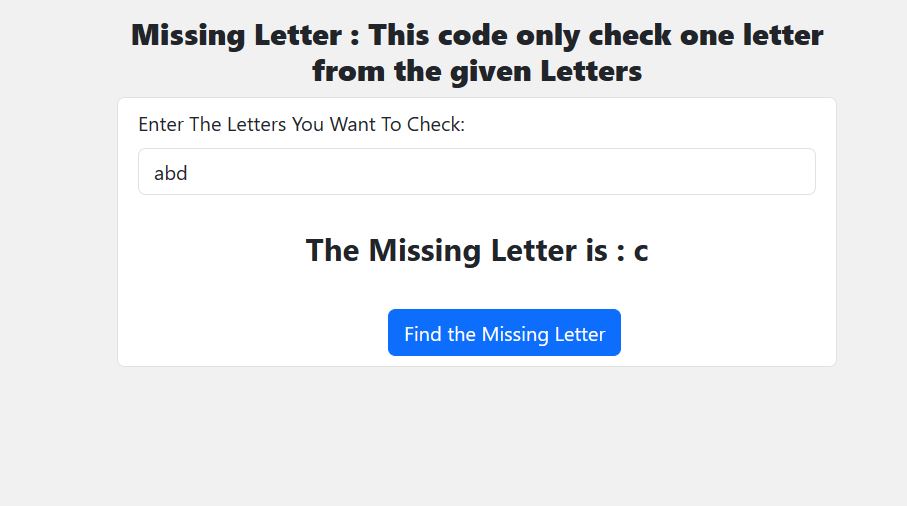 Missing Letter : This code only check one letter
from the given Letters
Enter The Letters You Want To Check:
abd
The Missing Letter is : c
Find the Missing Letter